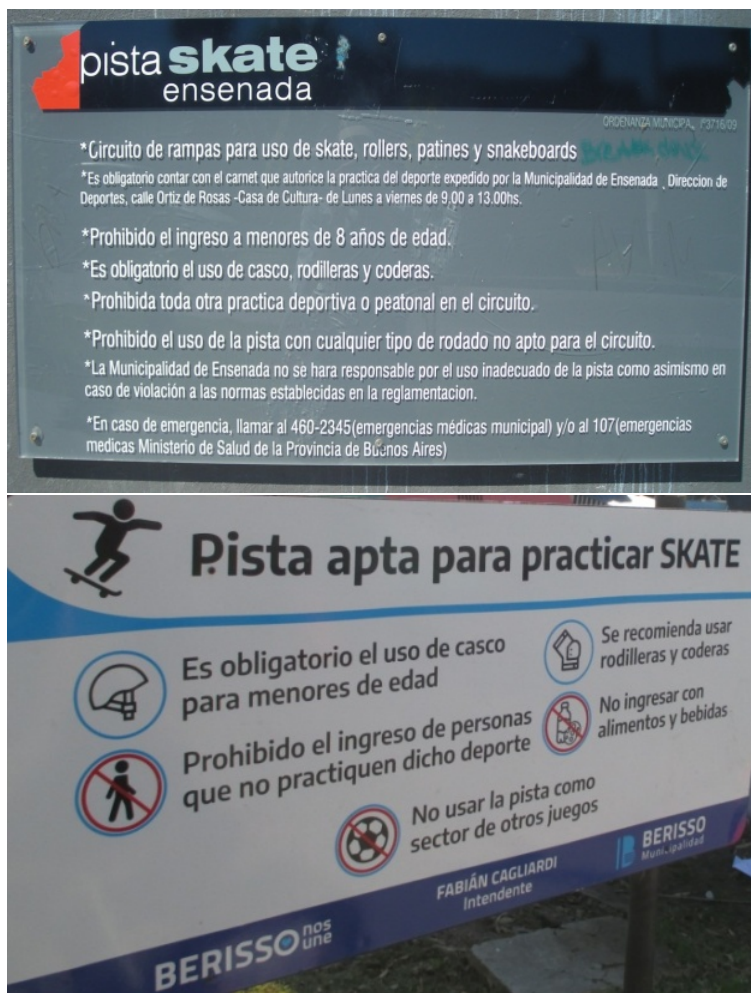 pista skate
ensenada
ORDENANZA MUNICIPAL
*Circuito de rampas para uso de skate, rollers, patines y snakeboards
*Es obligatorio contar con el carnet que autorice la practica del deporte expedido por la Municipalidad de Ensenada , Direccion de
Deportes, calle Ortiz de Rosas -Casa de Cultura- de Lunes a viernes de 9,00 a 13.00hs.
*Prohibido el ingreso a menores de 8 años de edad.
*Es obligatorio el uso de casco, rodilleras y coderas.
*Prohibida toda otra practica deportiva o peatonal en el circuito.
*Prohibido el uso de la pista con cualquier tipo de rodado no apto para el circuito.
*La Municipalidad de Ensenada no se hara responsable por el uso inadecuado de la pista como asimismo en
caso de violación a las normas establecidas en la reglamentacion.
*En caso de emergencia, llamar al 460-2345(emergencias médicas municipal) y/o al 107(emergencias
medicas Ministerio de Salud de la Provincia de Buenos Aires)
Pista apta para practicar SKATE
Es obligatorio el uso de casco
para menores de edad
Se recomienda usar
rodilleras y coderas
Prohibido el ingreso de personas
que no practiquen dicho deporte
No ingresar con
alimentos y bebidas
No usar la pista como
sector de otros juegos
BERISSO nos
une
FABIÁN CAGLIARDI
Intendente
BERISSO
Municipalidad